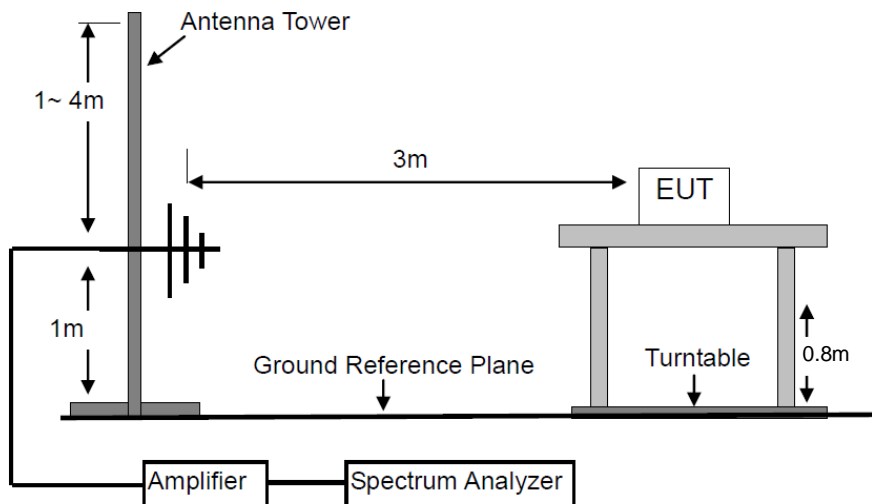 Antenna Tower
1~ 4m
3m
EUT
1m
0.8m
Ground Reference Plane
Turntable
Amplifier
Spectrum Analyzer